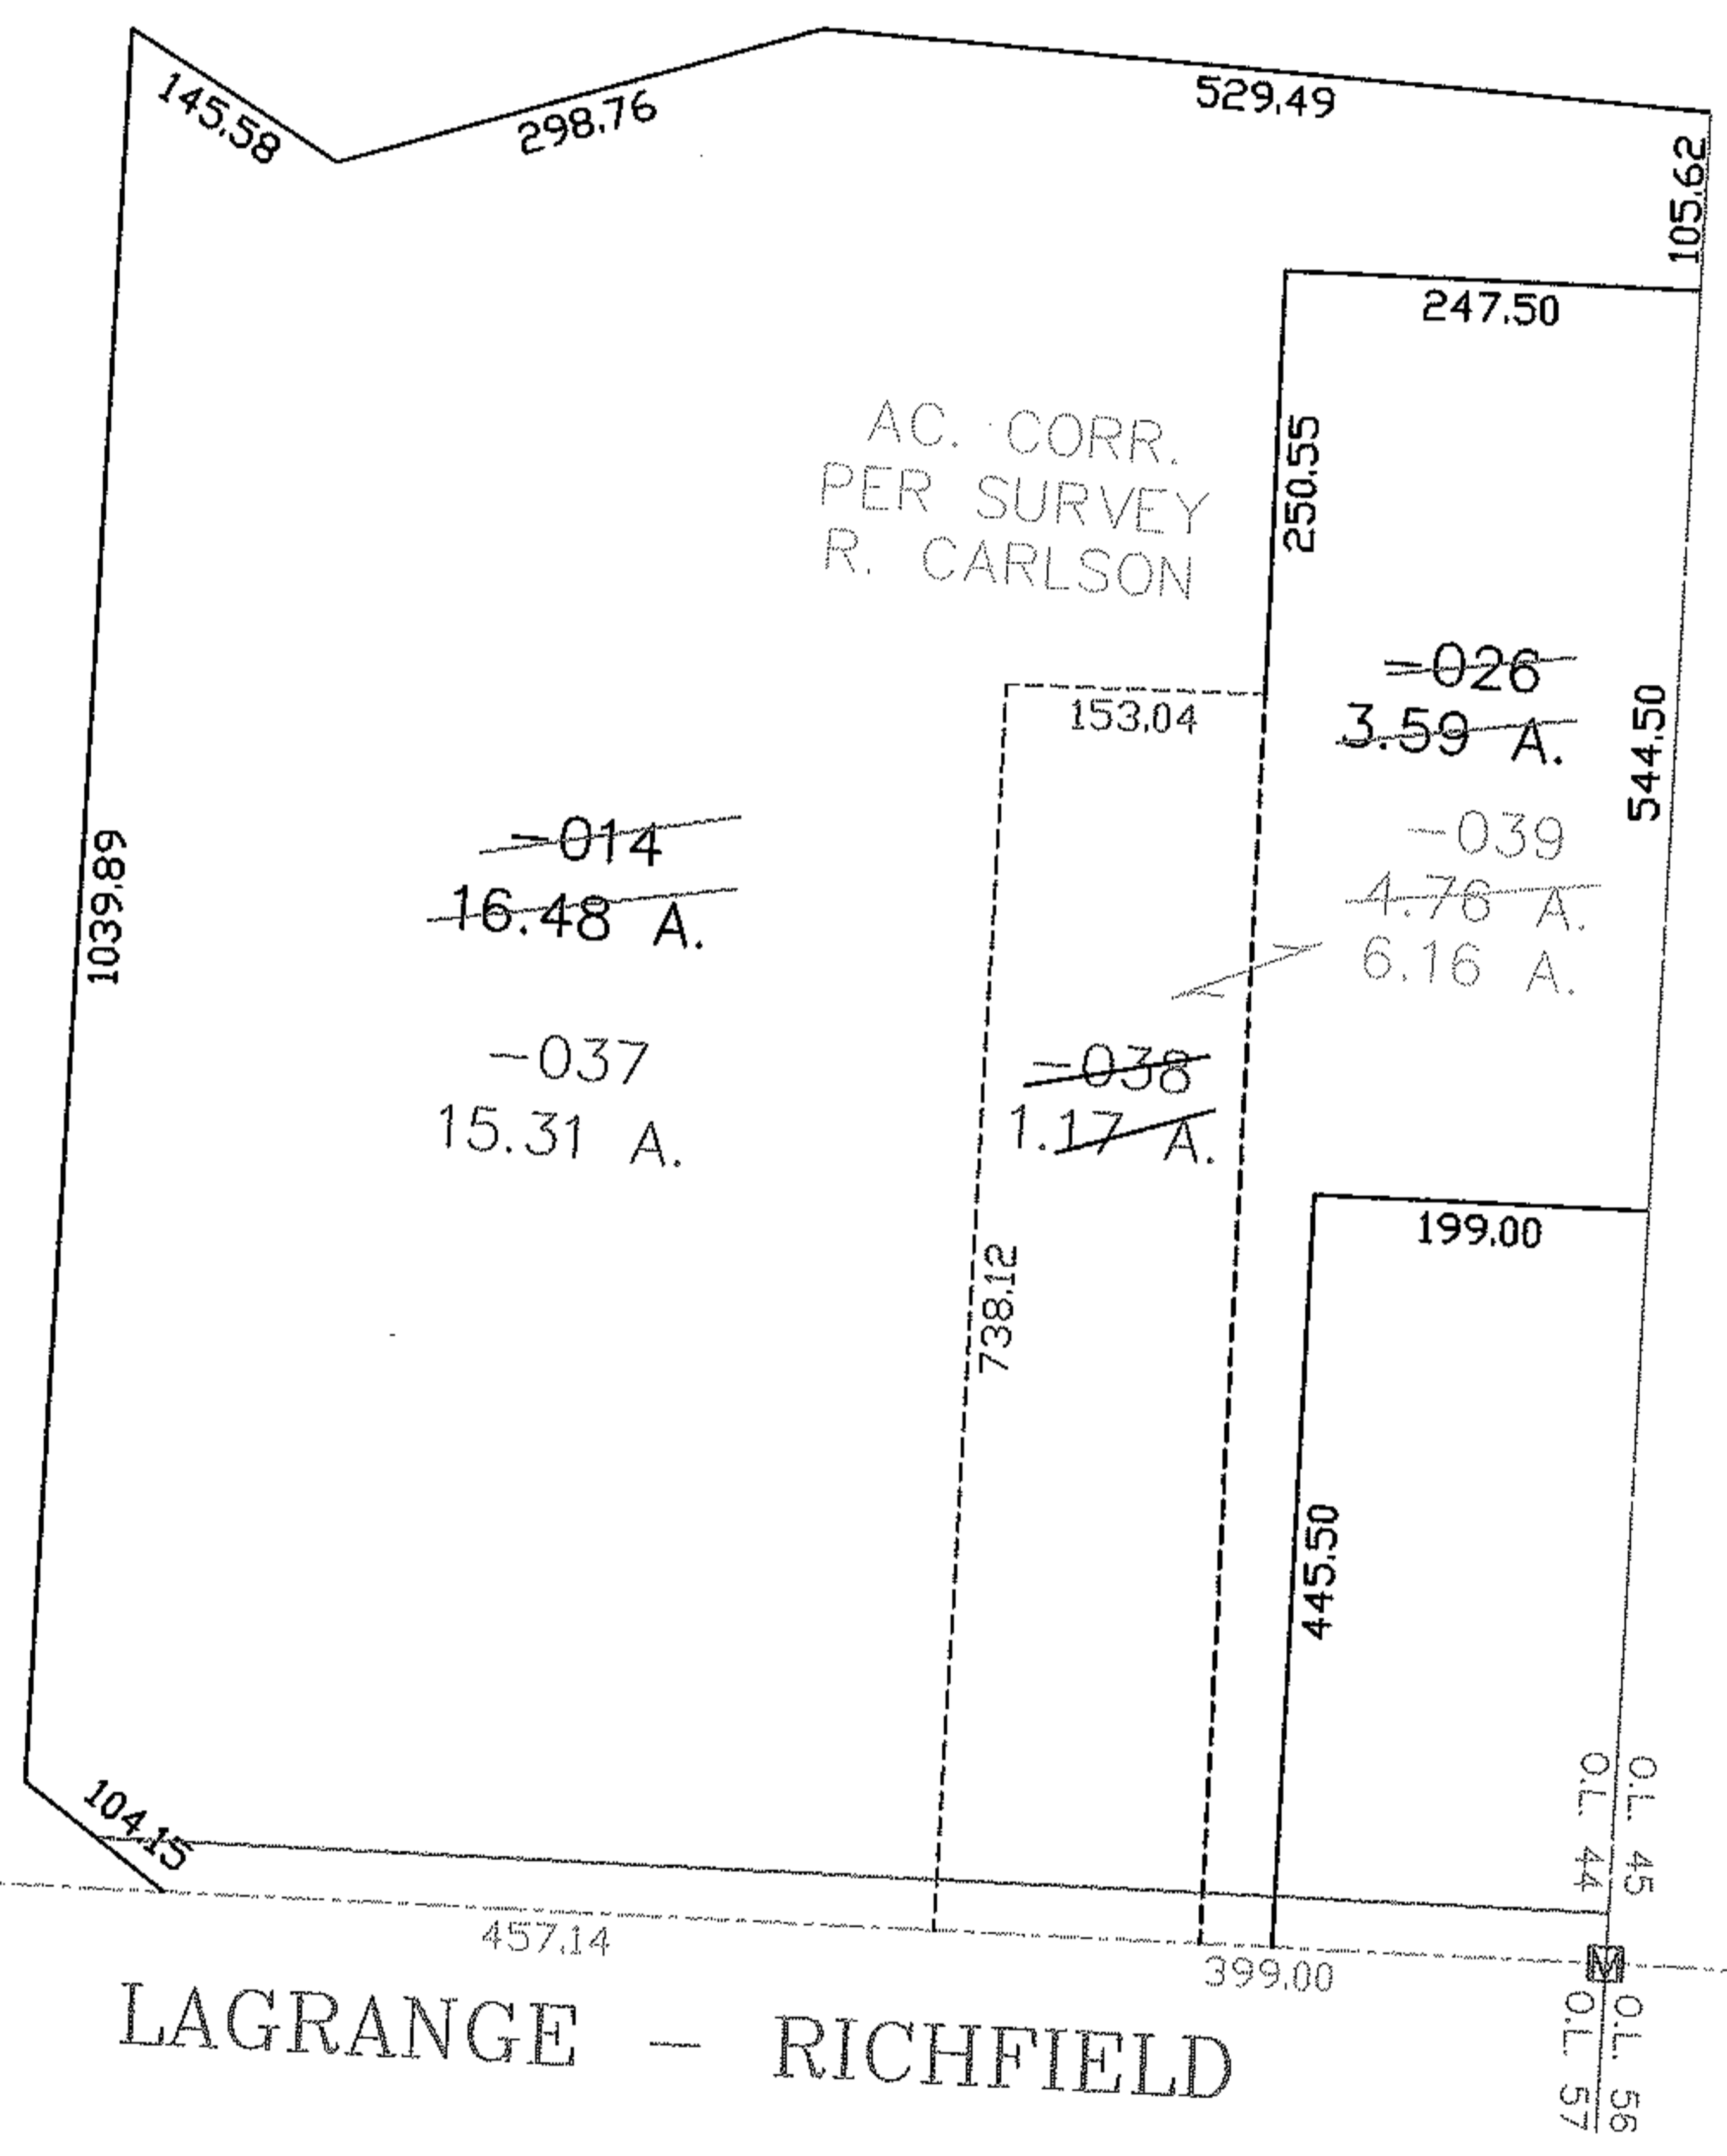 145.58
298.76
529.49
105.62
247.50
AC. CORR.
PER SURVEY
R. CARLSON
250.55
-026
3.59 A.
153.04
544.50
-014
16.48 A.
-039
4.76 A.
6.16 A.
1039.89
-037
15.31 A.
-038
1.17 A.
199.00
738.12
445.50
104.15
O.L. 45
O.L. 44
457.14
399.00
M
O.L. 56
O.L. 57
LAGRANGE - RICHFIELD